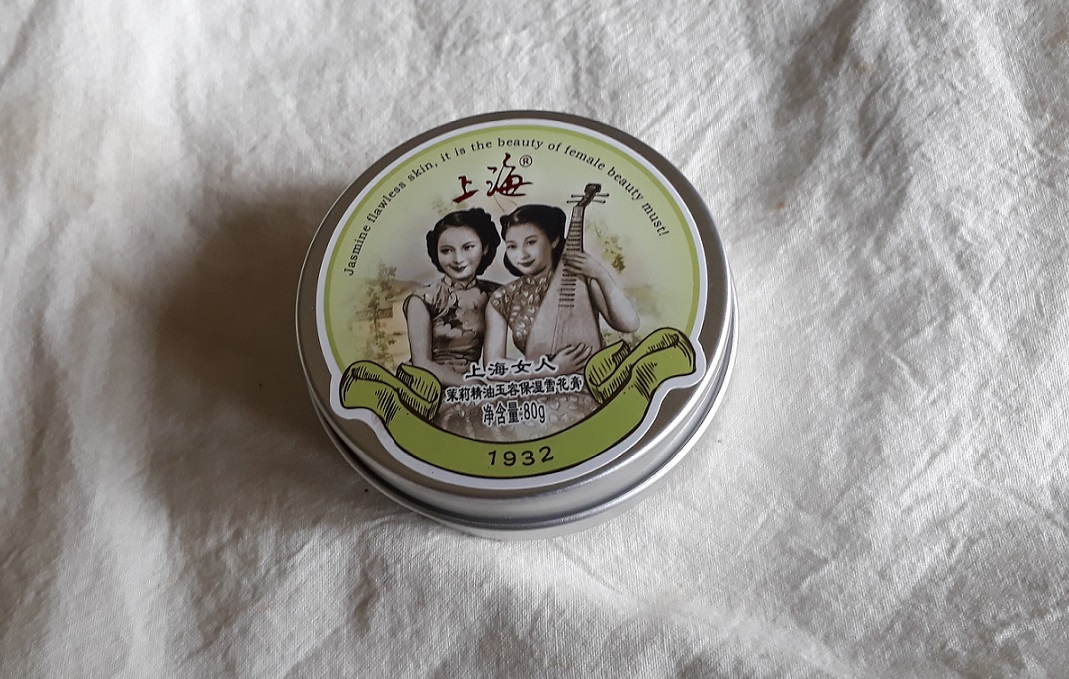 Jasmine flawless skin, it is the beauty of female beauty must!
上海®
上海女人
茉莉精油玉容保湿雪花膏
净含量:80g
1932